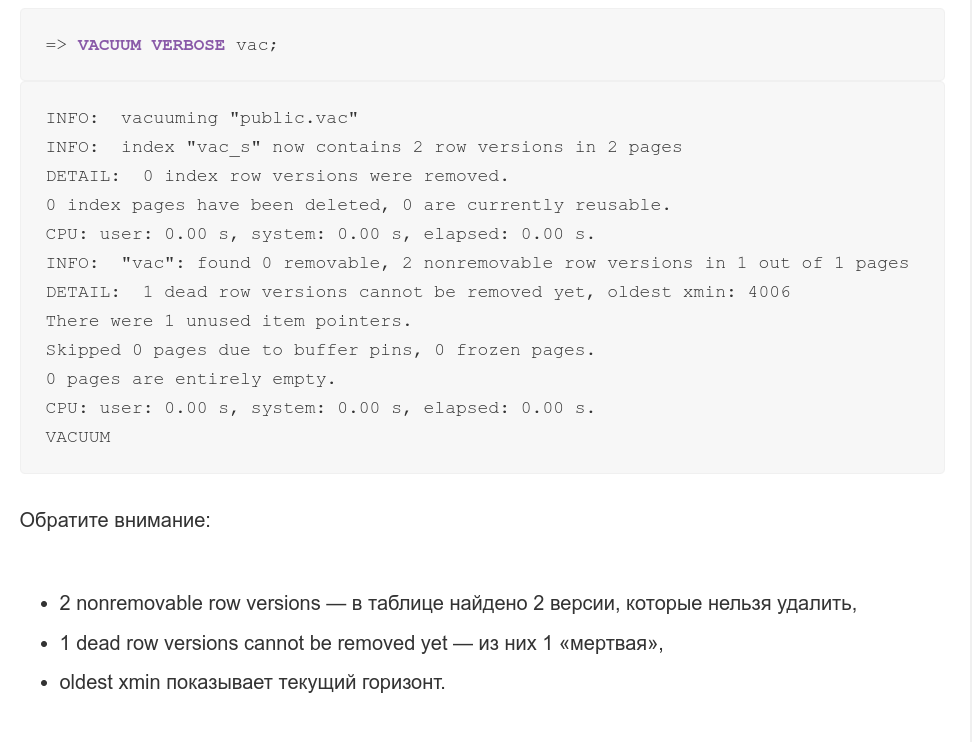 => VACUUM VERBOSE vac;
INFO:  vacuuming "public.vac"
INFO:  index "vac_s" now contains 2 row versions in 2 pages
DETAIL:  0 index row versions were removed.
0 index pages have been deleted, 0 are currently reusable.
CPU: user: 0.00 s, system: 0.00 s, elapsed: 0.00 s.
INFO:  "vac": found 0 removable, 2 nonremovable row versions in 1 out of 1 pages
DETAIL:  1 dead row versions cannot be removed yet, oldest xmin: 4006
There were 1 unused item pointers.
Skipped 0 pages due to buffer pins, 0 frozen pages.
0 pages are entirely empty.
CPU: user: 0.00 s, system: 0.00 s, elapsed: 0.00 s.
VACUUM
Обратите внимание:
• 2 nonremovable row versions — в таблице найдено 2 версии, которые нельзя удалить,
• 1 dead row versions cannot be removed yet — из них 1 «мертвая»,
• oldest xmin показывает текущий горизонт.